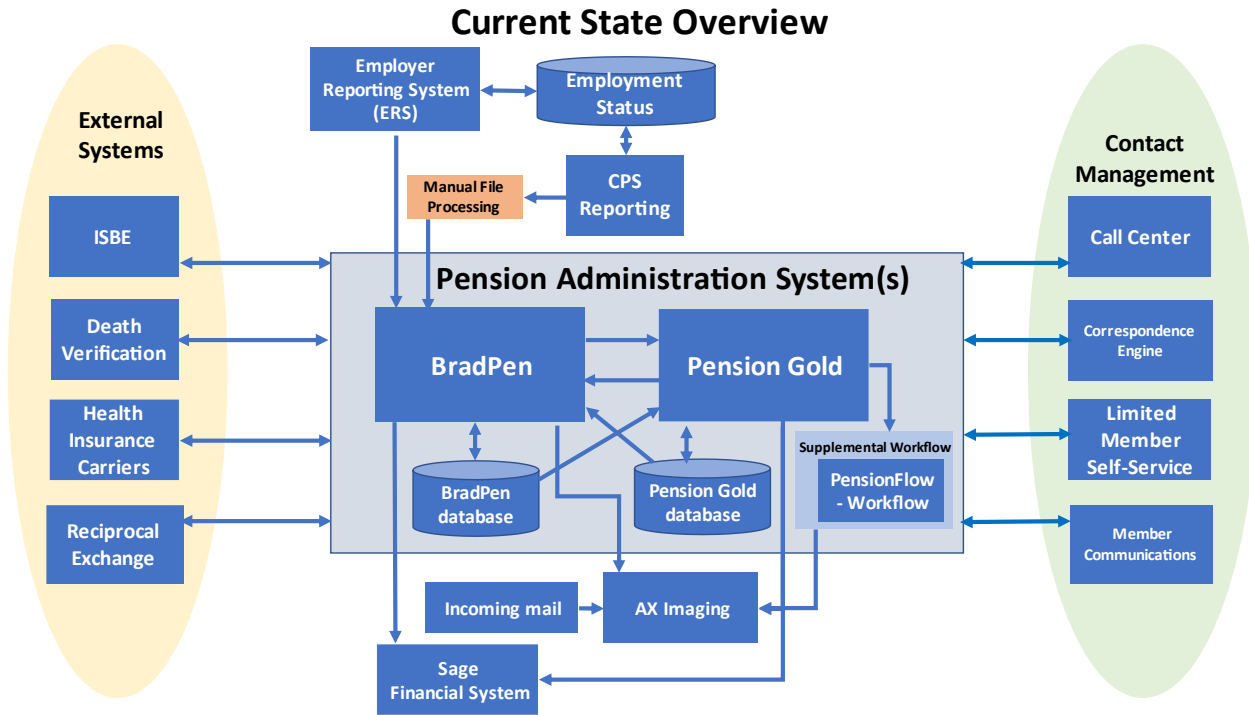 Current State Overview
Employer
Reporting System
(ERS)
Employment
Status
External
Systems
Contact
Management
Manual File
Processing
CPS
Reporting
ISBE
Call Center
Pension Administration System(s)
Death
Verification
BradPen
Pension Gold
Correspondence
Engine
Health
Insurance
Carriers
Limited
Member
Self-Service
Supplemental Workflow
PensionFlow
- Workflow
BradPen
database
Pension Gold
database
Reciprocal
Exchange
Member
Communications
Incoming mail
AX Imaging
Sage
Financial System